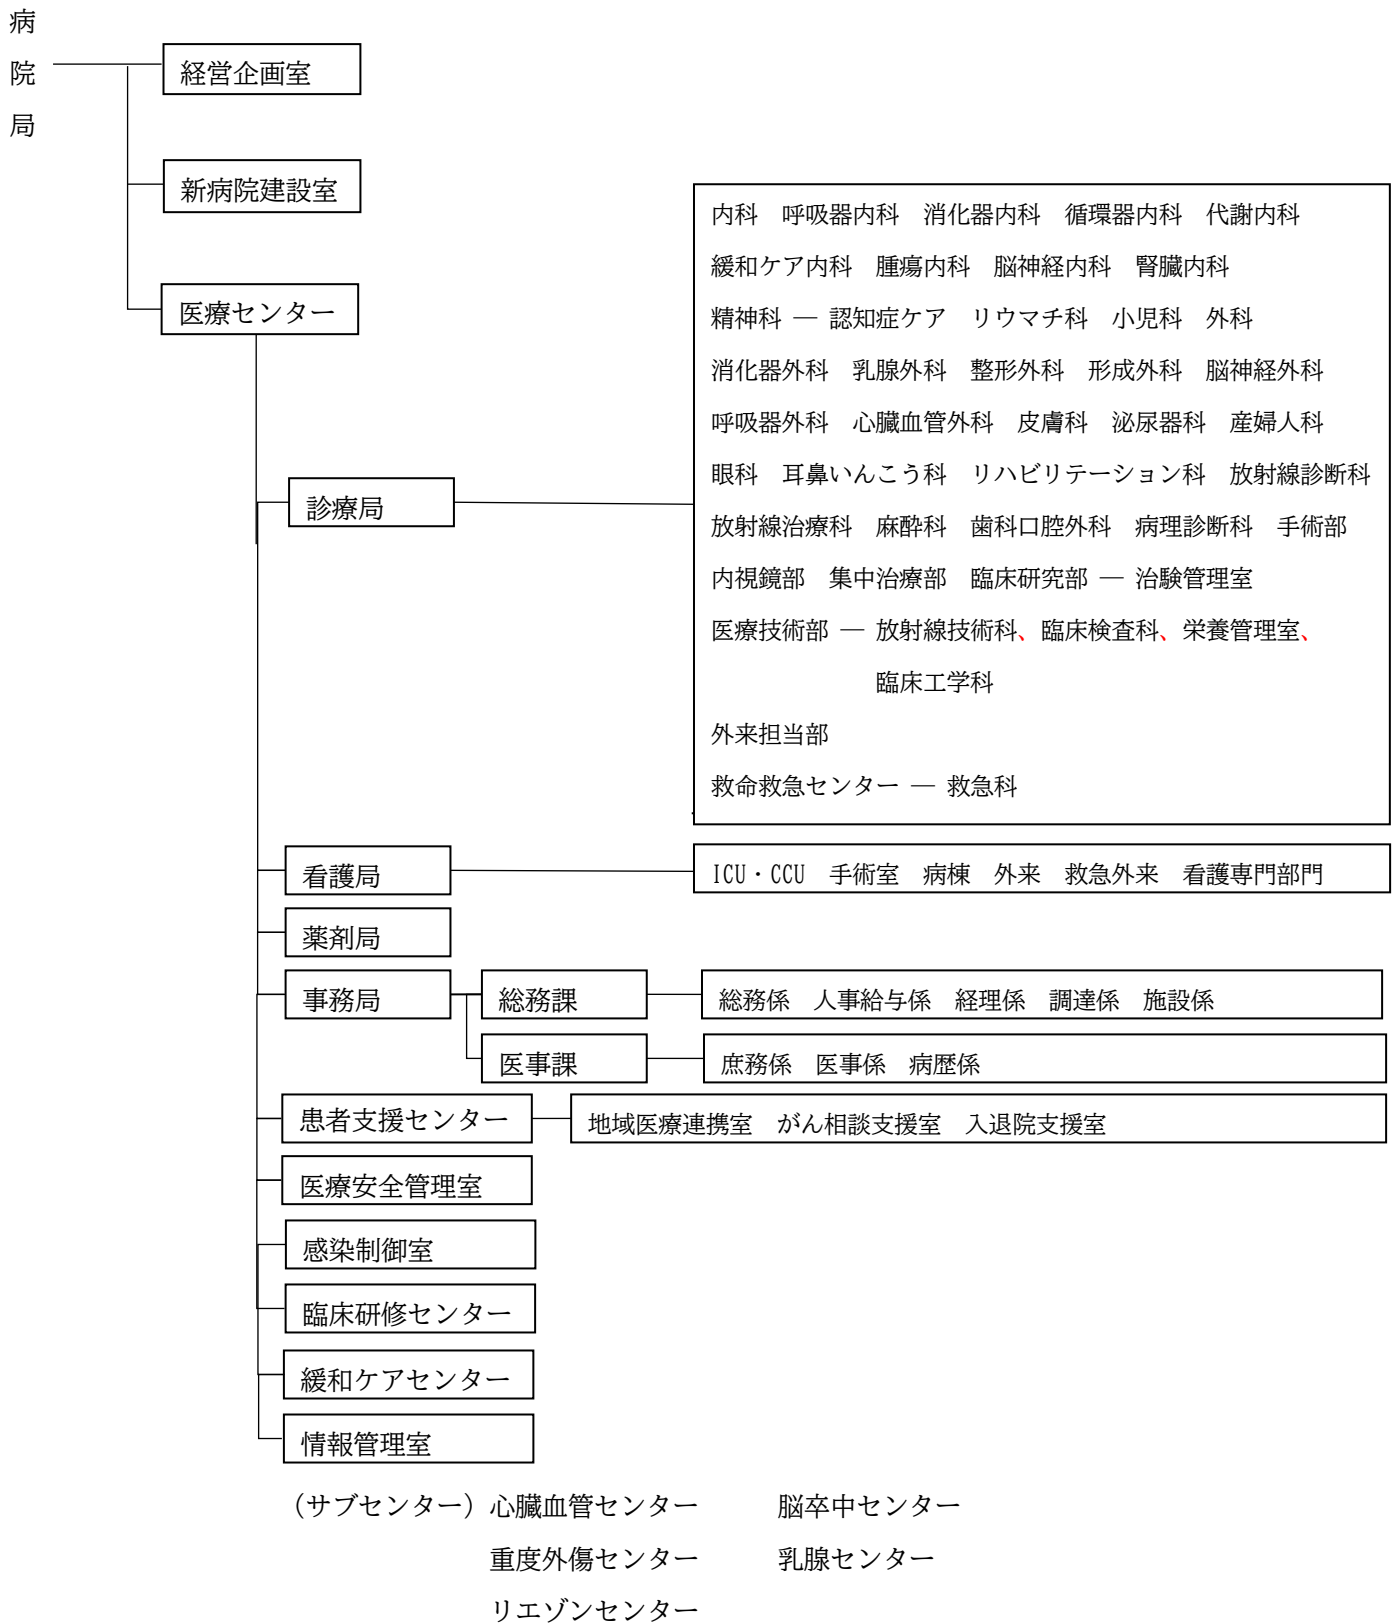 病院局
経営企画室
新病院建設室
医療センター
診療局
内科　呼吸器内科　消化器内科　循環器内科　代謝内科
緩和ケア内科　腫瘍内科　脳神経内科　腎臓内科
精神科 ― 認知症ケア　リウマチ科　小児科　外科
消化器外科　乳腺外科　整形外科　形成外科　脳神経外科
呼吸器外科　心臓血管外科　皮膚科　泌尿器科　産婦人科
眼科　耳鼻いんこう科　リハビリテーション科　放射線診断科
放射線治療科　麻酔科　歯科口腔外科　病理診断科　手術部
内視鏡部　集中治療部　臨床研究部 ― 治験管理室
医療技術部 ― 放射線技術科、臨床検査科、栄養管理室、
臨床工学科
外来担当部
救命救急センター ― 救急科
看護局
ICU・CCU　手術室　病棟　外来　救急外来　看護専門部門
薬剤局
事務局
総務課
総務係　人事給与係　経理係　調達係　施設係
医事課
庶務係　医事係　病歴係
患者支援センター
地域医療連携室　がん相談支援室　入退院支援室
医療安全管理室
感染制御室
臨床研修センター
緩和ケアセンター
情報管理室
（サブセンター）心臓血管センター　　　脳卒中センター
重度外傷センター　　　乳腺センター
リエゾンセンター